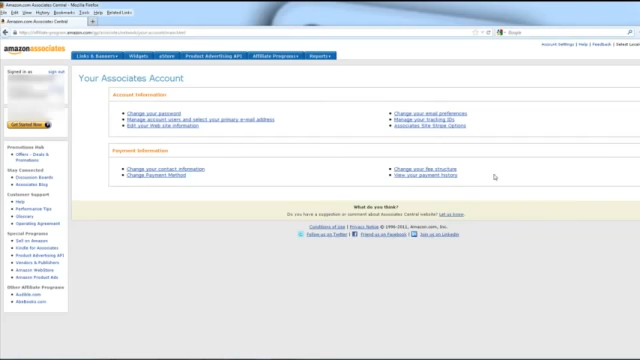 Amazon.com Associates Central - Mozilla Firefox
File Edit View History Bookmarks Tools Help Related Links
Amazon.com Associates Central
Google
amazonassociates
Account Settings | Help | Feedback |
Links & Banners Widgets aStore Product Advertising API Affiliate Programs Reports
Signed in as sign out
Get Started Now
Promotions Hub
Offers - Deals & Promotions
Stay Connected
Discussion Boards
Associates Blog
Customer Support
Help
Performance Tips
Glossary
Operating Agreement
Special Programs
Sell on Amazon
Kindle for Associates
Product Advertising API
Vendors & Publishers
Amazon WebStore
Amazon Product Ads
Other Affiliate Programs
Audible.com
AbeBooks.com
Your Associates Account
Account Information
Change your password
Manage account users and select your primary e-mail address
Edit your Web site information
Change your email preferences
Manage your tracking IDs
Associates Site Stripe Options
Payment Information
Change your contact information
Change Payment Method
Change your fee structure
View your payment history
What do you think?
Do you have a suggestion or comment about Associates Central website? Let us know.
Conditions of Use | Privacy Notice © 1996-2011, Amazon.com, Inc.
Follow us on Twitter | Friend us on Facebook | Join us on LinkedIn